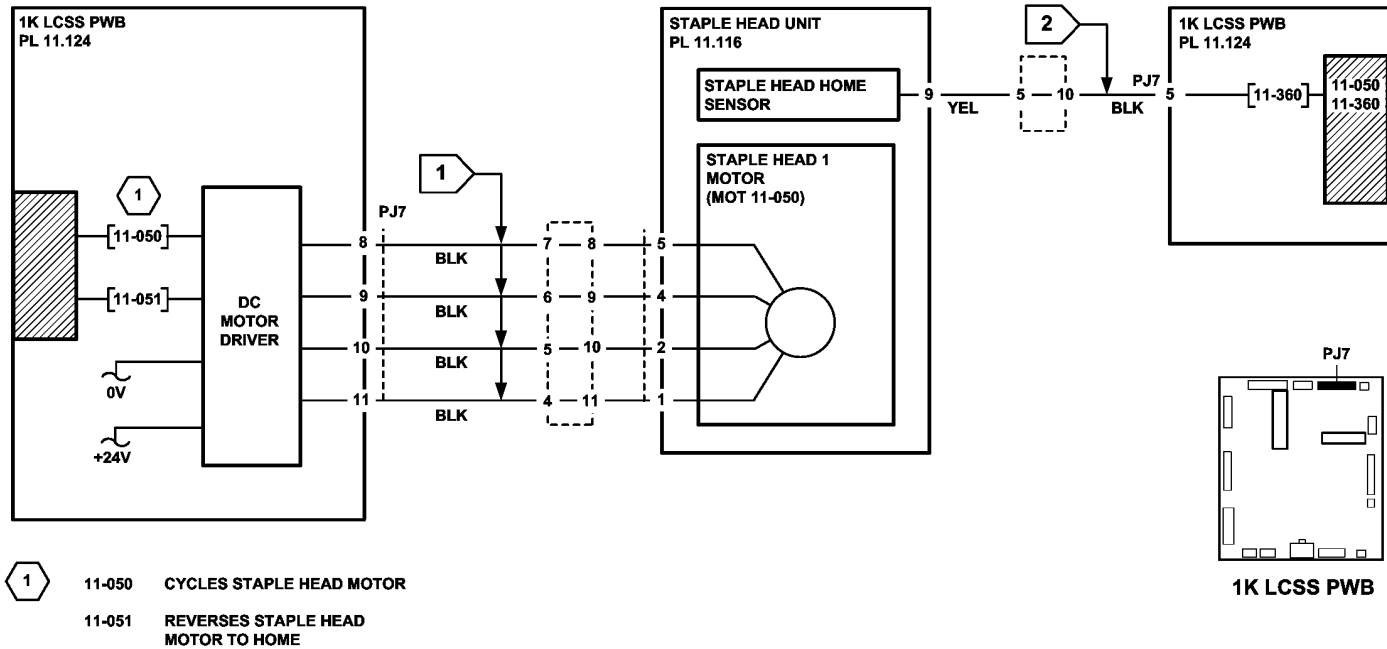 1K LCSS PWB
PL 11.124
1
11-050
11-051
DC
MOTOR
DRIVER
0V
+24V
PJ7
1
8 BLK 7 8 5
9 BLK 6 9 4
10 BLK 5 10 2
11 BLK 4 11 1
STAPLE HEAD UNIT
PL 11.116
STAPLE HEAD HOME
SENSOR
STAPLE HEAD 1
MOTOR
(MOT 11-050)
2
9 YEL 5 10 BLK
PJ7
5
1K LCSS PWB
PL 11.124
11-360
11-050
11-360
PJ7
1K LCSS PWB
1
11-050 CYCLES STAPLE HEAD MOTOR
11-051 REVERSES STAPLE HEAD
MOTOR TO HOME